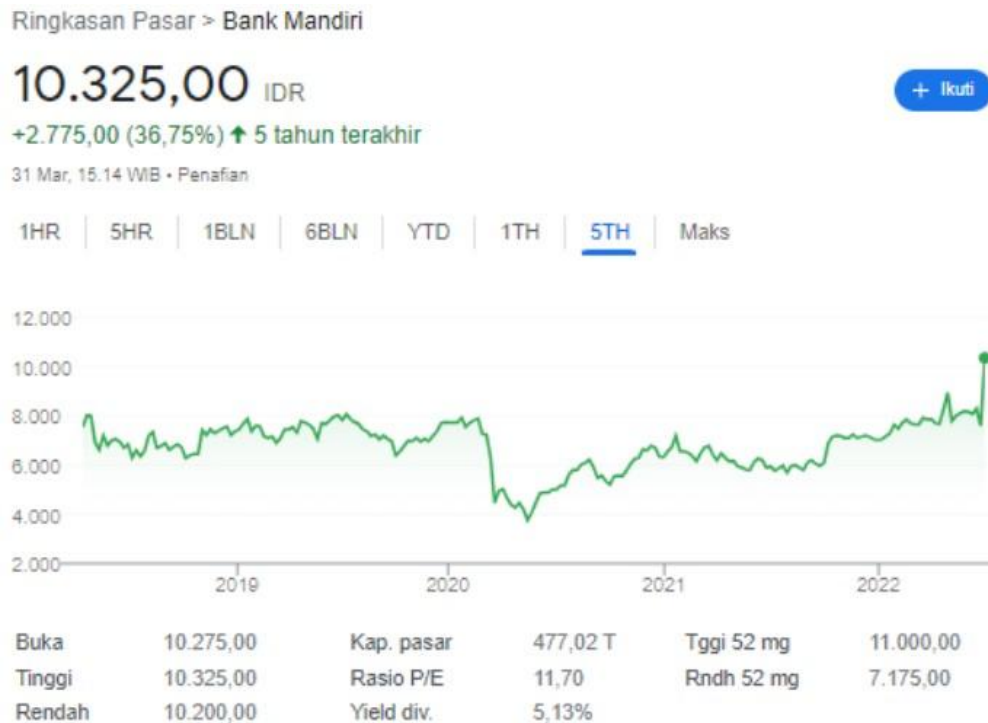 Ringkasan Pasar > Bank Mandiri
10.325,00 IDR
+ Ikuti
+2.775,00 (36,75%) ↑ 5 tahun terakhir
31 Mar, 15.14 WIB • Penafian
1HR 5HR 1BLN 6BLN YTD 1TH 5TH Maks
12.000
10.000
8.000
6.000
4.000
2.000
2019 2020 2021 2022
Buka 10.275,00 Kap. pasar 477,02 T Tggi 52 mg 11.000,00
Tinggi 10.325,00 Rasio P/E 11,70 Rndh 52 mg 7.175,00
Rendah 10.200,00 Yield div. 5,13%